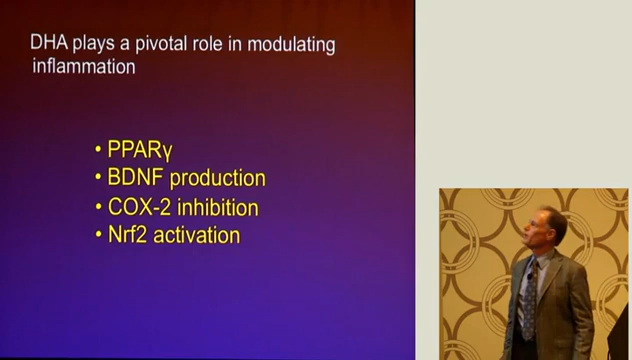 DHA plays a pivotal role in modulating
inflammation
• PPARγ
• BDNF production
• COX-2 inhibition
• Nrf2 activation